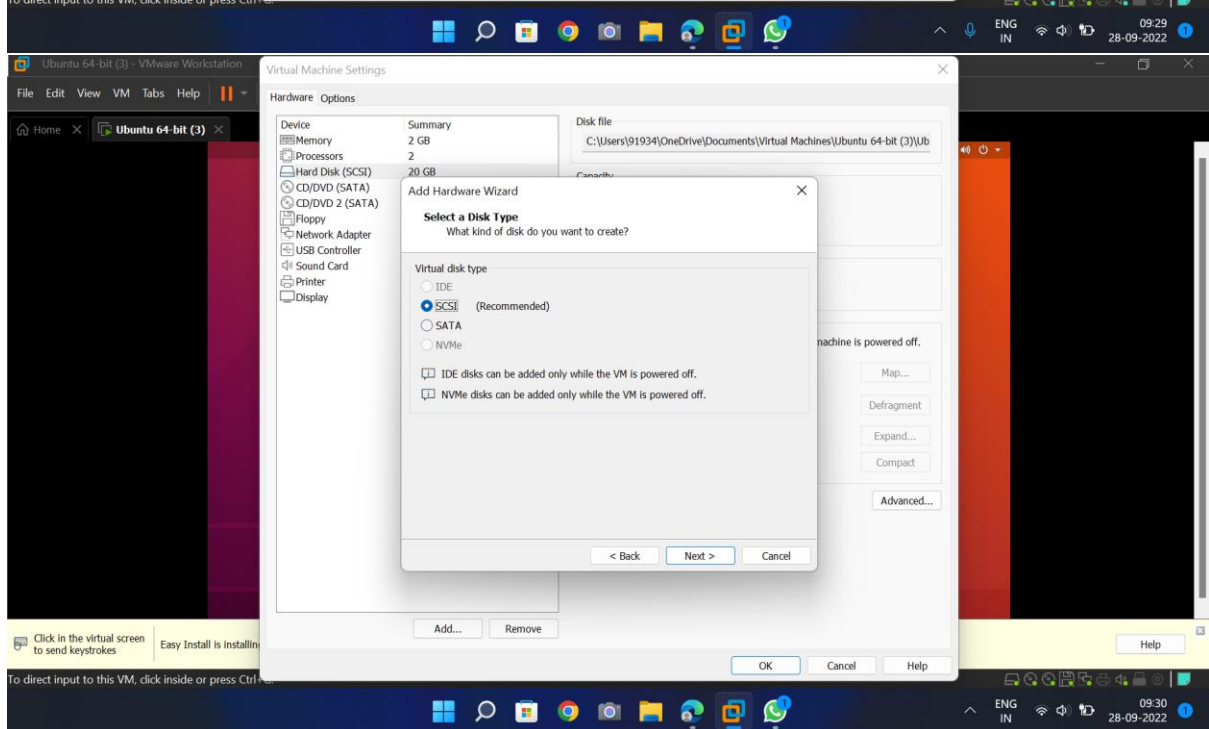 To direct input to this VM, click inside or press Ctrl+G.
ENG
IN
09:29
28-09-2022
1
Ubuntu 64-bit (3) - VMware Workstation
File Edit View VM Tabs Help
Home
Ubuntu 64-bit (3)
Virtual Machine Settings
Hardware Options
Device Summary
Memory 2 GB
Processors 2
Hard Disk (SCSI) 20 GB
CD/DVD (SATA)
CD/DVD 2 (SATA)
Floppy
Network Adapter
USB Controller
Sound Card
Printer
Display
Disk file
C:\Users\91934\OneDrive\Documents\Virtual Machines\Ubuntu 64-bit (3)\Ub
Capacity
Add Hardware Wizard
Select a Disk Type
What kind of disk do you want to create?
Virtual disk type
IDE
SCSI (Recommended)
SATA
NVMe
IDE disks can be added only while the VM is powered off.
NVMe disks can be added only while the VM is powered off.
< Back Next > Cancel
machine is powered off.
Map...
Defragment
Expand...
Compact
Advanced...
Add... Remove
OK Cancel Help
Click in the virtual screen
to send keystrokes
Easy Install is installin
Help
To direct input to this VM, click inside or press Ctrl+G.
ENG
IN
09:30
28-09-2022
1